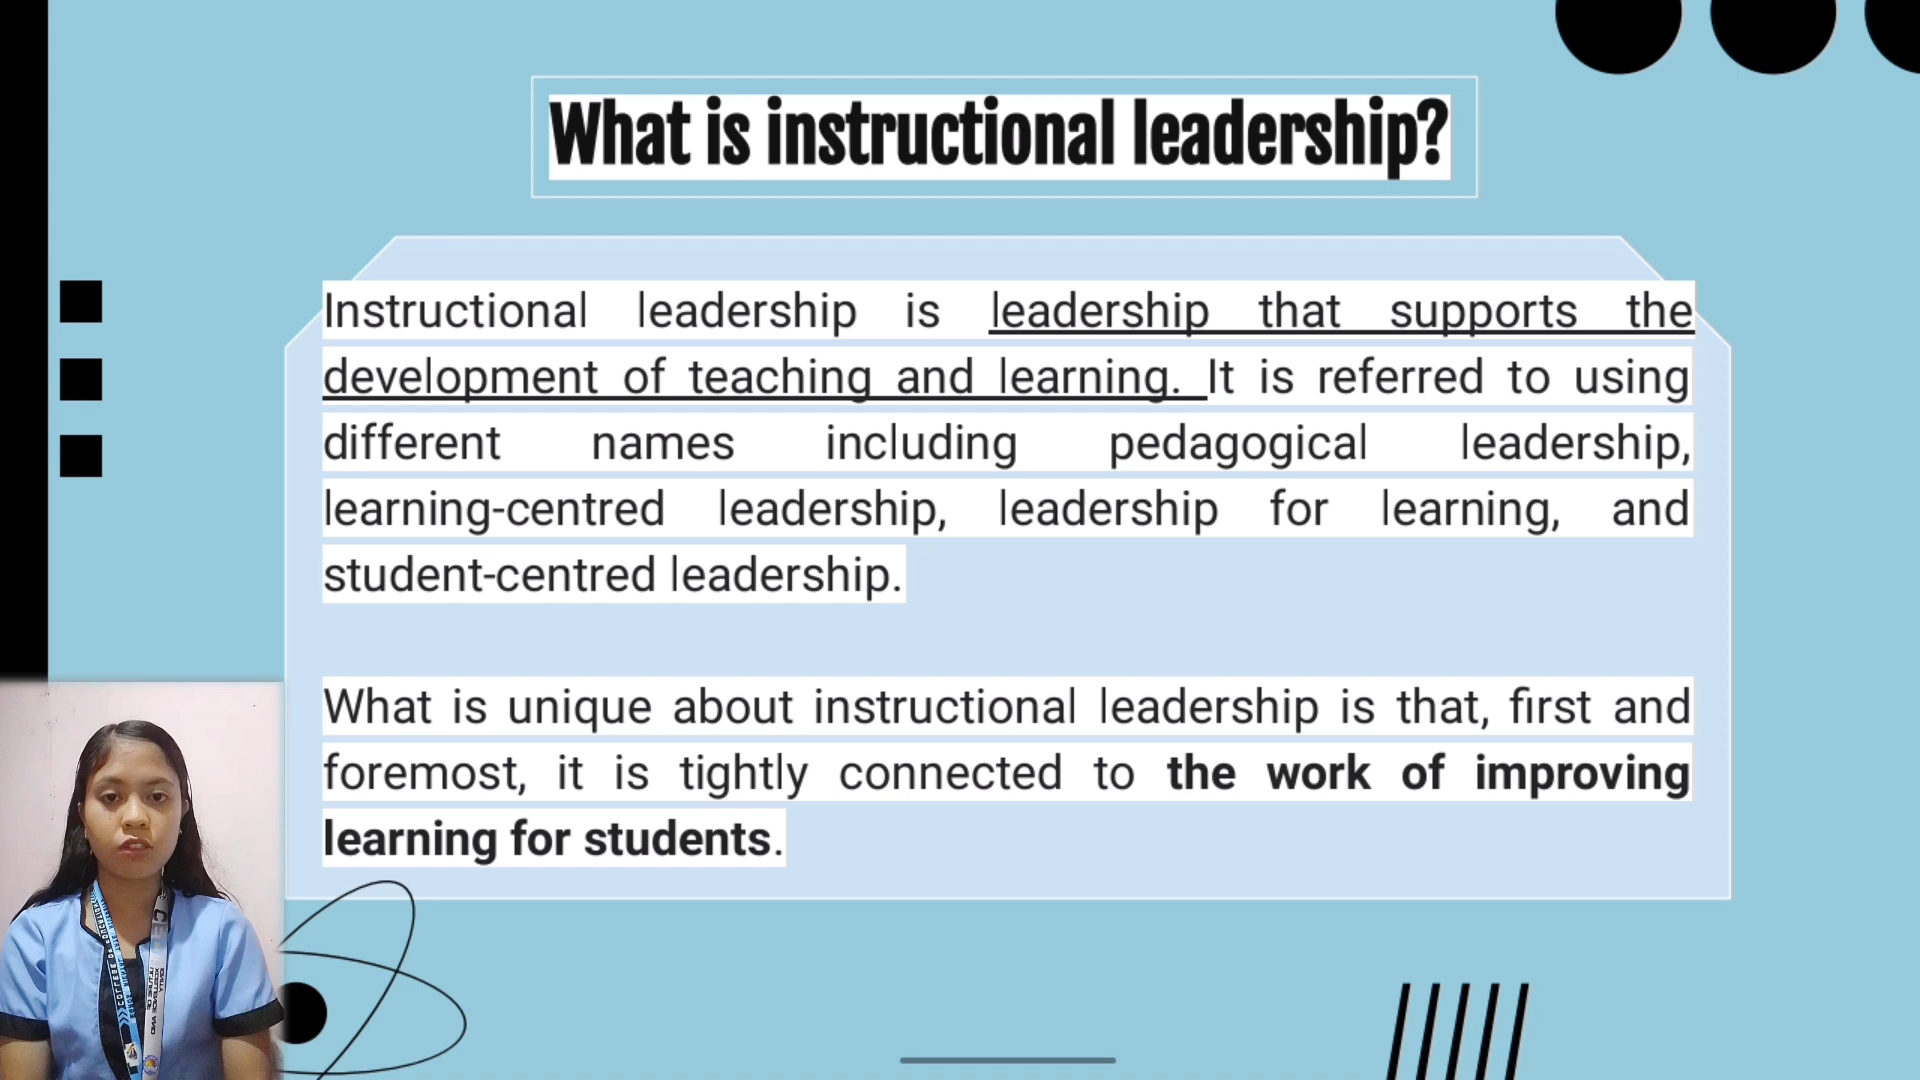 What is instructional leadership?
Instructional leadership is leadership that supports the
development of teaching and learning. It is referred to using
different names including pedagogical leadership,
learning-centred leadership, leadership for learning, and
student-centred leadership.
What is unique about instructional leadership is that, first and
foremost, it is tightly connected to the work of improving
learning for students.